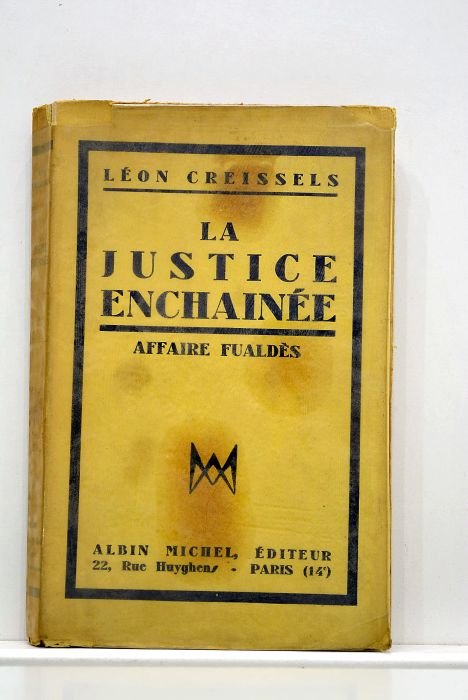 LÉON CREISSELS
LA
JUSTICE
ENCHAINÉE
AFFAIRE FUALDÈS
ALBIN MICHEL, ÉDITEUR
22, Rue Huyghens - PARIS (14ᵉ)